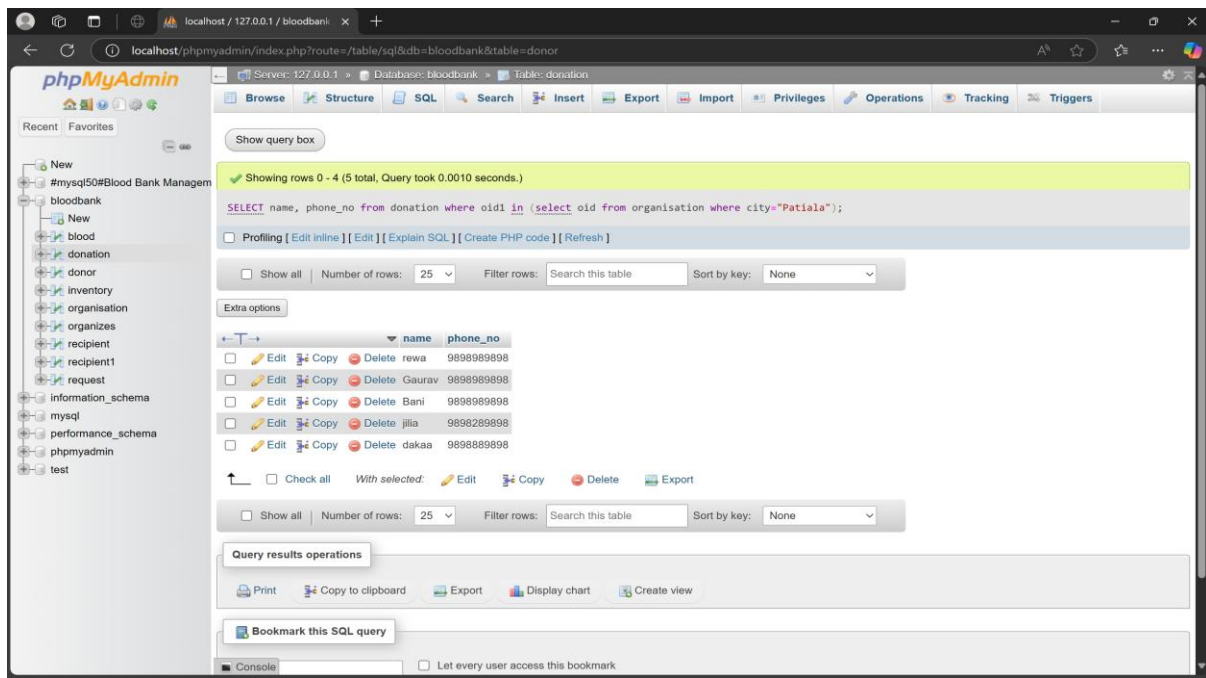 localhost / 127.0.0.1 / bloodbank
localhost/phpmyadmin/index.php?route=/table/sql&db=bloodbank&table=donor
phpMyAdmin
Recent Favorites
New
#mysql50#Blood Bank Managem
bloodbank
New
blood
donation
donor
inventory
organisation
organizes
recipient
recipient1
request
information_schema
mysql
performance_schema
phpmyadmin
test
Server: 127.0.0.1 » Database: bloodbank » Table: donation
Browse Structure SQL Search Insert Export Import Privileges Operations Tracking Triggers
Show query box
Showing rows 0 - 4 (5 total, Query took 0.0010 seconds.)
SELECT name, phone_no from donation where oid1 in (select oid from organisation where city="Patiala");
Profiling [ Edit inline ] [ Edit ] [ Explain SQL ] [ Create PHP code ] [ Refresh ]
Show all | Number of rows: 25 Filter rows: Search this table Sort by key: None
Extra options
←T→ name phone_no
Edit Copy Delete rewa 9898989898
Edit Copy Delete Gaurav 9898989898
Edit Copy Delete Bani 9898989898
Edit Copy Delete jilia 9898289898
Edit Copy Delete dakaa 9898889898
Check all With selected: Edit Copy Delete Export
Show all | Number of rows: 25 Filter rows: Search this table Sort by key: None
Query results operations
Print Copy to clipboard Export Display chart Create view
Bookmark this SQL query
Console Let every user access this bookmark